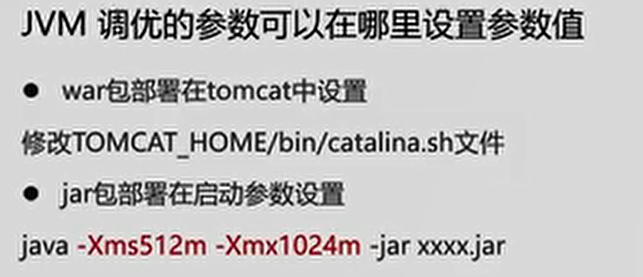 JVM 调优的参数可以在哪里设置参数值
● war包部署在tomcat中设置
修改TOMCAT_HOME/bin/catalina.sh文件
● jar包部署在启动参数设置
java -Xms512m -Xmx1024m -jar xxxx.jar